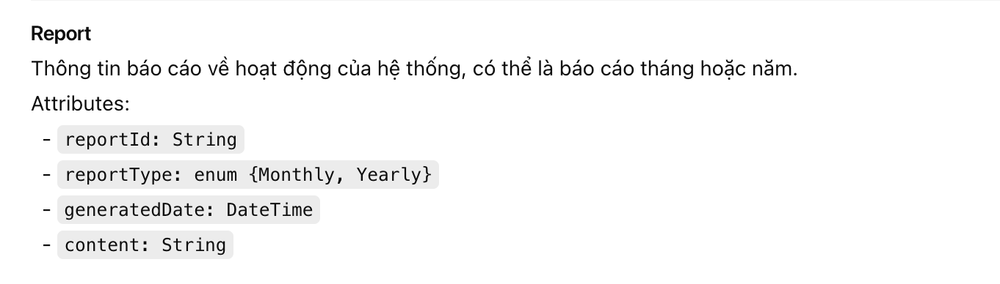 Report
Thông tin báo cáo về hoạt động của hệ thống, có thể là báo cáo tháng hoặc năm.
Attributes:
- reportId: String
- reportType: enum {Monthly, Yearly}
- generatedDate: DateTime
- content: String